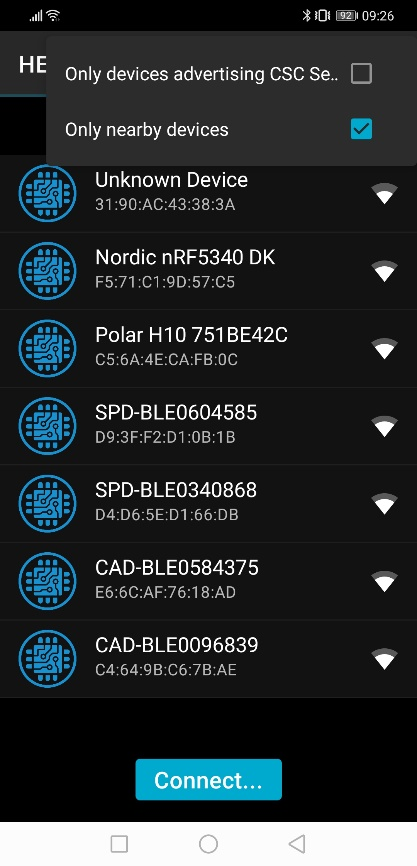 92 09:26
HE
Only devices advertising CSC Se..
Only nearby devices
Unknown Device
31:90:AC:43:38:3A
Nordic nRF5340 DK
F5:71:C1:9D:57:C5
Polar H10 751BE42C
C5:6A:4E:CA:FB:0C
SPD-BLE0604585
D9:3F:F2:D1:0B:1B
SPD-BLE0340868
D4:D6:5E:D1:66:DB
CAD-BLE0584375
E6:6C:AF:76:18:AD
CAD-BLE0096839
C4:64:9B:C6:7B:AE
Connect...